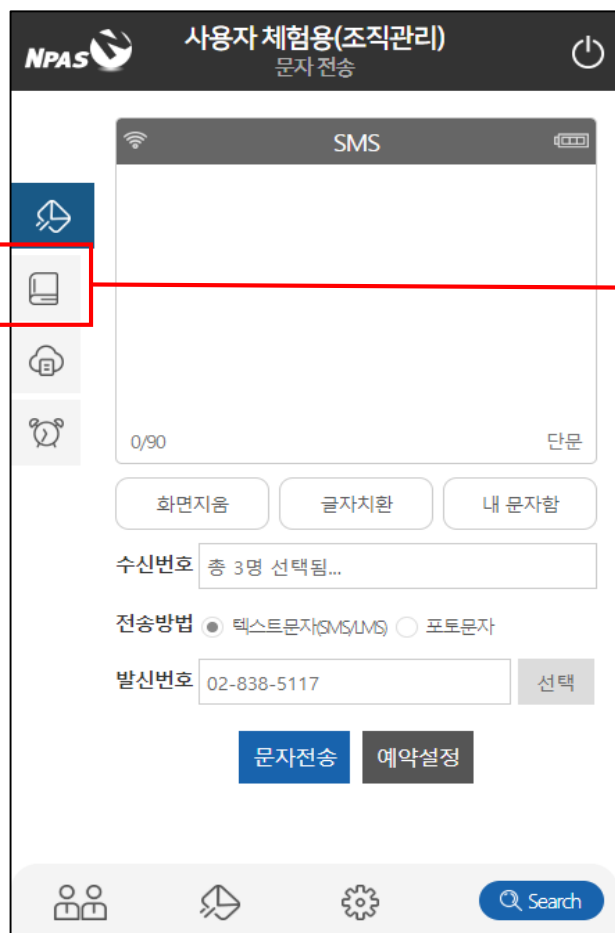 NPAS
사용자 체험용(조직관리)
문자 전송
SMS
0/90 단문
화면지움 글자치환 내 문자함
수신번호 총 3명 선택됨...
전송방법 텍스트문자(SMS/LMS) 포토문자
발신번호 02-838-5117 선택
문자전송 예약설정
Search